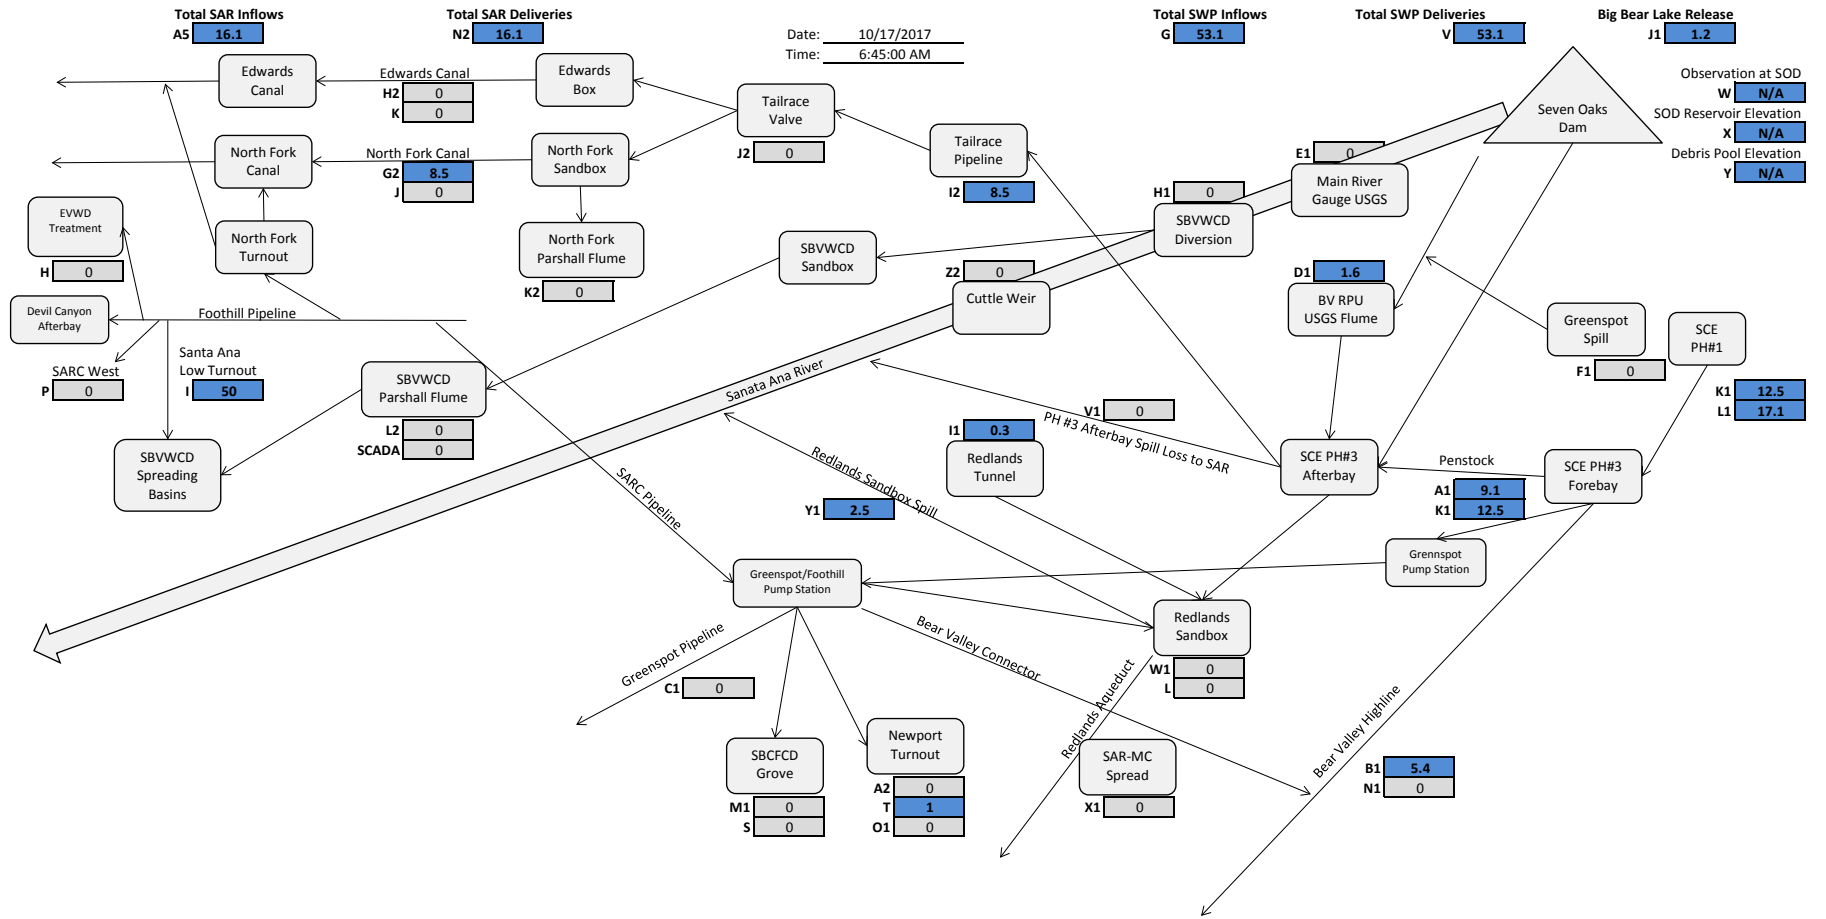 Total SAR Inflows
A5 16.1
Total SAR Deliveries
N2 16.1
Date: 10/17/2017
Time: 6:45:00 AM
Total SWP Inflows
G 53.1
Total SWP Deliveries
V 53.1
Big Bear Lake Release
J1 1.2
Observation at SOD
W N/A
SOD Reservoir Elevation
X N/A
Debris Pool Elevation
Y N/A
Edwards
Canal
Edwards Canal
H2 0
K 0
Edwards
Box
Tailrace
Valve
J2 0
Tailrace
Pipeline
I2 8.5
Seven Oaks
Dam
E1 0
Main River
Gauge USGS
H1 0
SBVWCD
Diversion
North Fork
Canal
North Fork Canal
G2 8.5
J 0
North Fork
Sandbox
EVWD
Treatment
H 0
North Fork
Turnout
North Fork
Parshall Flume
K2 0
SBVWCD
Sandbox
Z2 0
Cuttle Weir
D1 1.6
BV RPU
USGS Flume
Greenspot
Spill
F1 0
SCE
PH#1
K1 12.5
L1 17.1
Devil Canyon
Afterbay
Foothill Pipeline
SARC West
P 0
Santa Ana
Low Turnout
I 50
SBVWCD
Parshall Flume
L2 0
SCADA 0
Sanata Ana River
SBVWCD
Spreading
Basins
SARC Pipeline
Redlands Sandbox Spill
Y1 2.5
I1 0.3
Redlands
Tunnel
V1 0
PH #3 Afterbay Spill Loss to SAR
SCE PH#3
Afterbay
Penstock
A1 9.1
K1 12.5
SCE PH#3
Forebay
Grennspot
Pump Station
Greenspot/Foothill
Pump Station
Redlands
Sandbox
W1 0
L 0
Greenspot Pipeline
C1 0
Bear Valley Connector
Redlands Aqueduct
Bear Valley Highline
SBCFCD
Grove
M1 0
S 0
Newport
Turnout
A2 0
T 1
O1 0
SAR-MC
Spread
X1 0
B1 5.4
N1 0